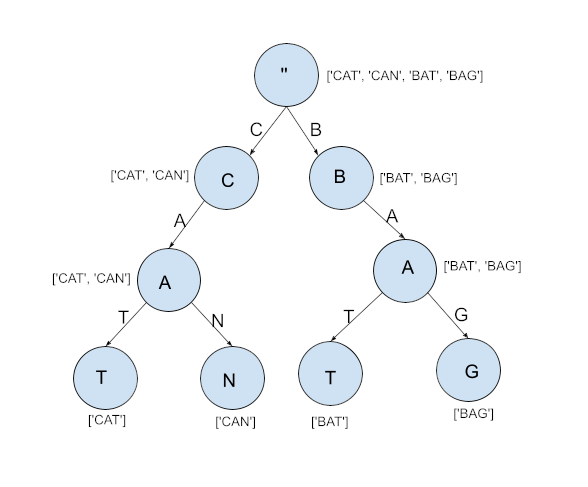 " ['CAT', 'CAN', 'BAT', 'BAG']
C B
['CAT', 'CAN'] C B ['BAT', 'BAG']
A A
['CAT', 'CAN'] A A ['BAT', 'BAG']
T N T G
T N T G
['CAT'] ['CAN'] ['BAT'] ['BAG']